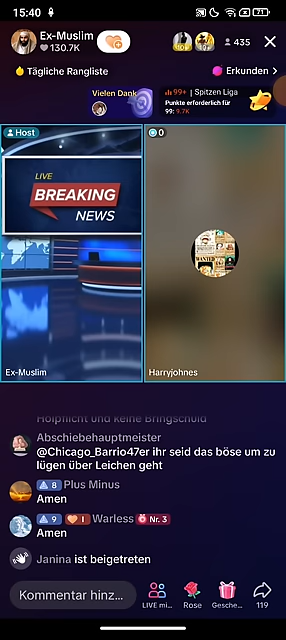 15:40
71
Ex-Muslim
130.7K
435
Tägliche Rangliste
Erkunden >
Vielen Dank
99+ | Spitzen Liga
Punkte erforderlich für
99: 9.7K
Host
0
LIVE
BREAKING
NEWS
WANTED
Ex-Muslim
Harryjohnes
Holpflicht und keine Bringschuld
Abschiebehauptmeister
@Chicago_Barrio47er ihr seid das böse um zu
lügen über Leichen geht
8 Plus Minus
Amen
9 I Warless Nr. 3
Amen
Janina ist beigetreten
Kommentar hinz...
LIVE mi...
Rose
Gesche...
119